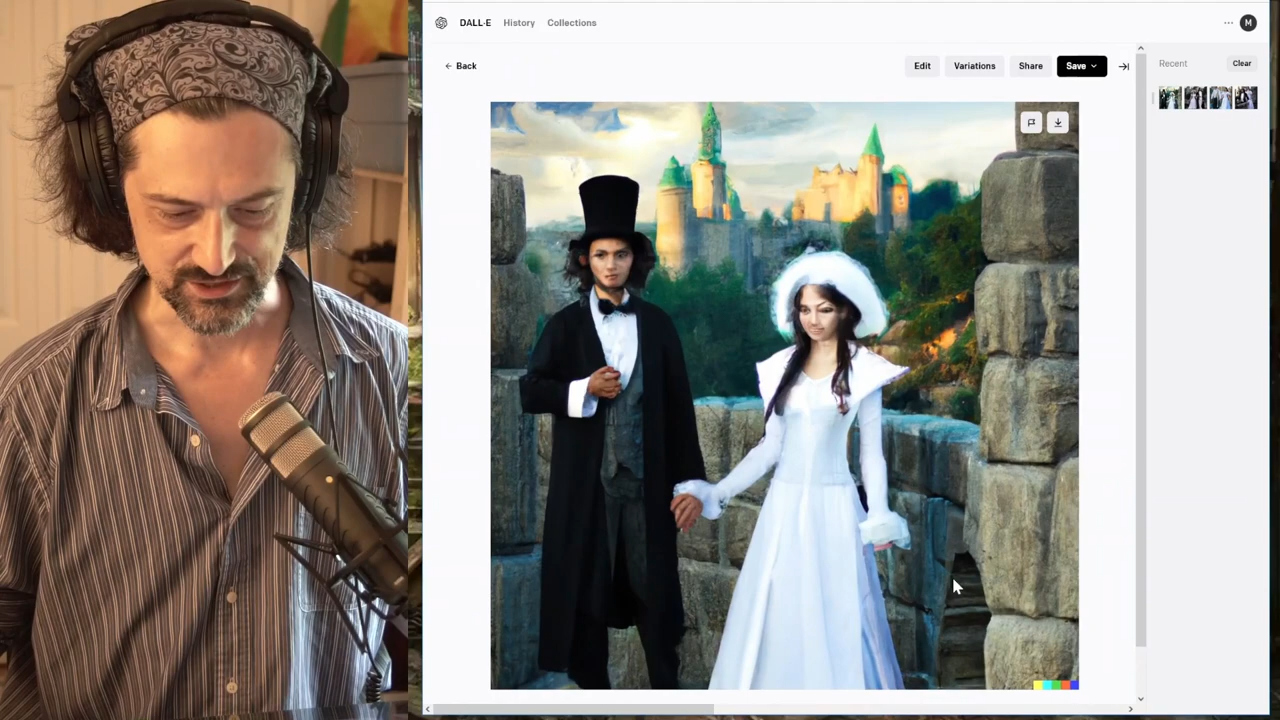 DALL·E History Collections
··· M
← Back
Edit Variations Share Save
Recent Clear